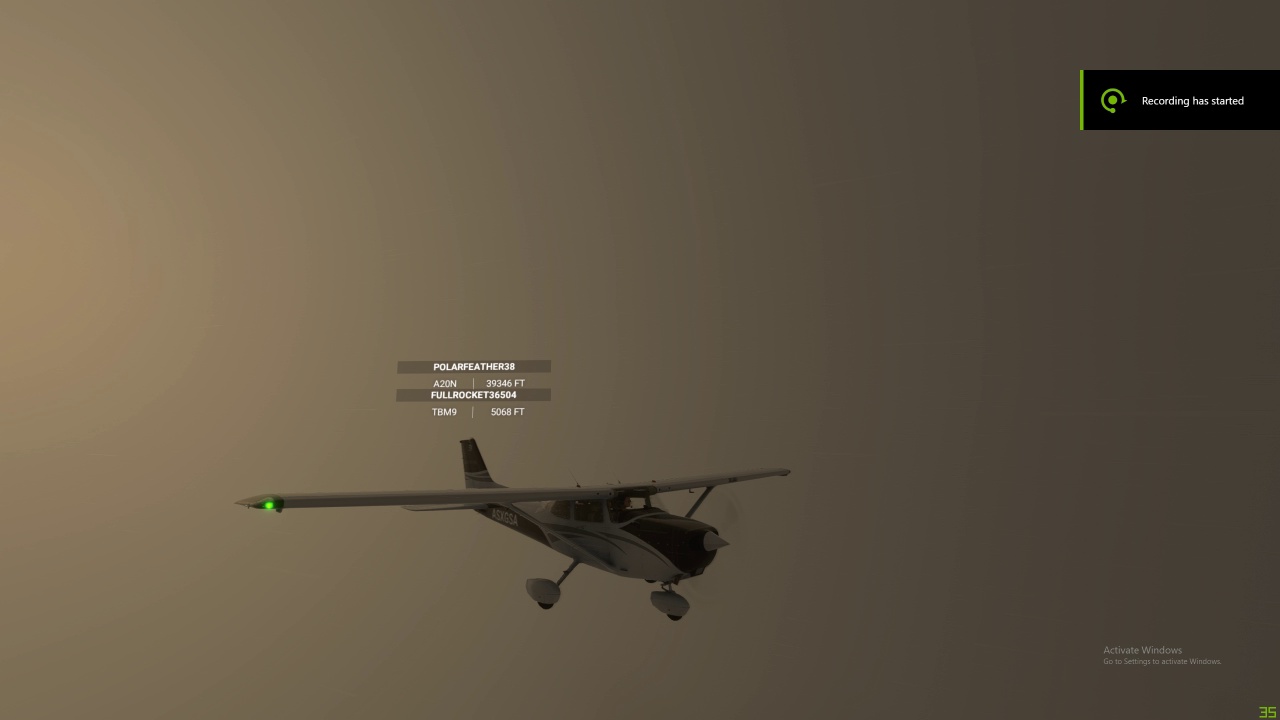 Recording has started
POLARFEATHER38
A20N | 39346 FT
FULLROCKET36504
TBM9 | 5068 FT
ASXGSA
Activate Windows
Go to Settings to activate Windows.
35